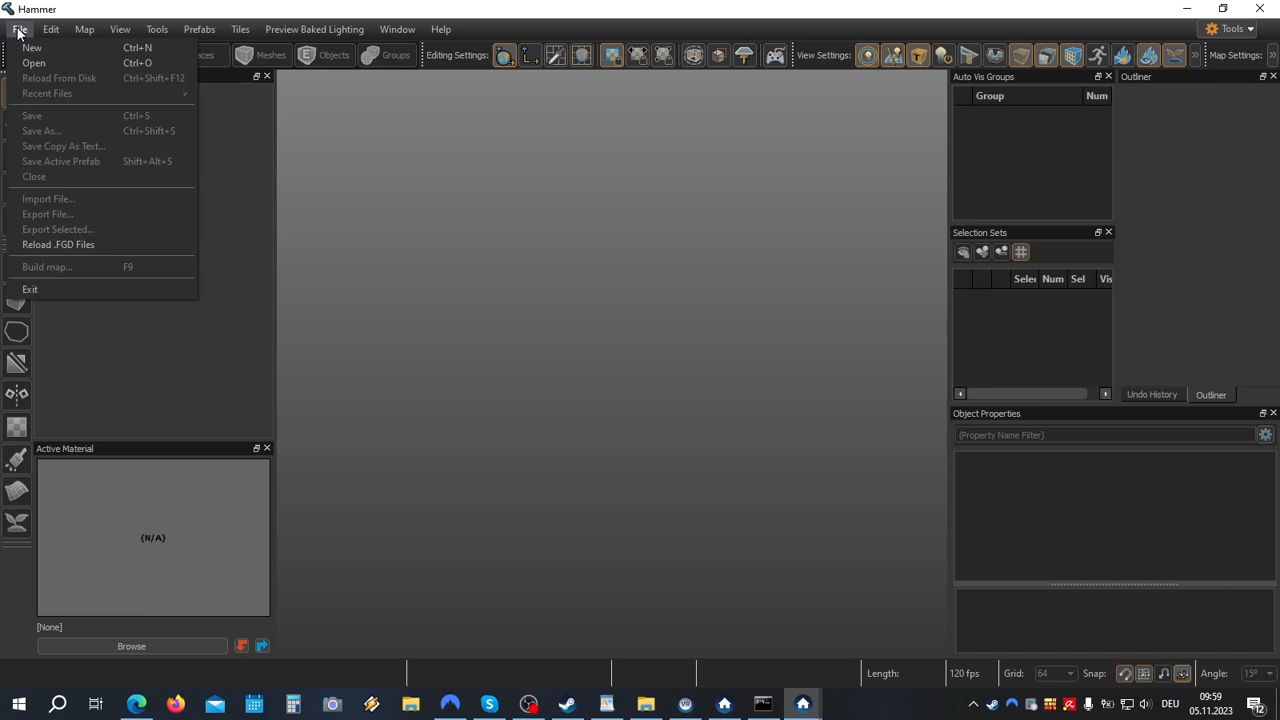 Hammer
File Edit Map View Tools Prefabs Tiles Preview Baked Lighting Window Help Tools
Meshes Objects Groups Editing Settings: View Settings: Map Settings:
New Ctrl+N
Open Ctrl+O
Reload From Disk Ctrl+Shift+F12
Recent Files
Save Ctrl+S
Save As... Ctrl+Shift+S
Save Copy As Text...
Save Active Prefab Shift+Alt+S
Close
Import File...
Export File...
Export Selected...
Reload .FGD Files
Build map... F9
Exit
Active Material
(N/A)
[None]
Browse
Auto Vis Groups
Group Num
Selection Sets
Selec Num Sel Vis
Outliner
Undo History Outliner
Object Properties
(Property Name Filter)
Length: 120 fps Grid: 64 Snap: Angle: 15°
DEU
09:59
05.11.2023
12